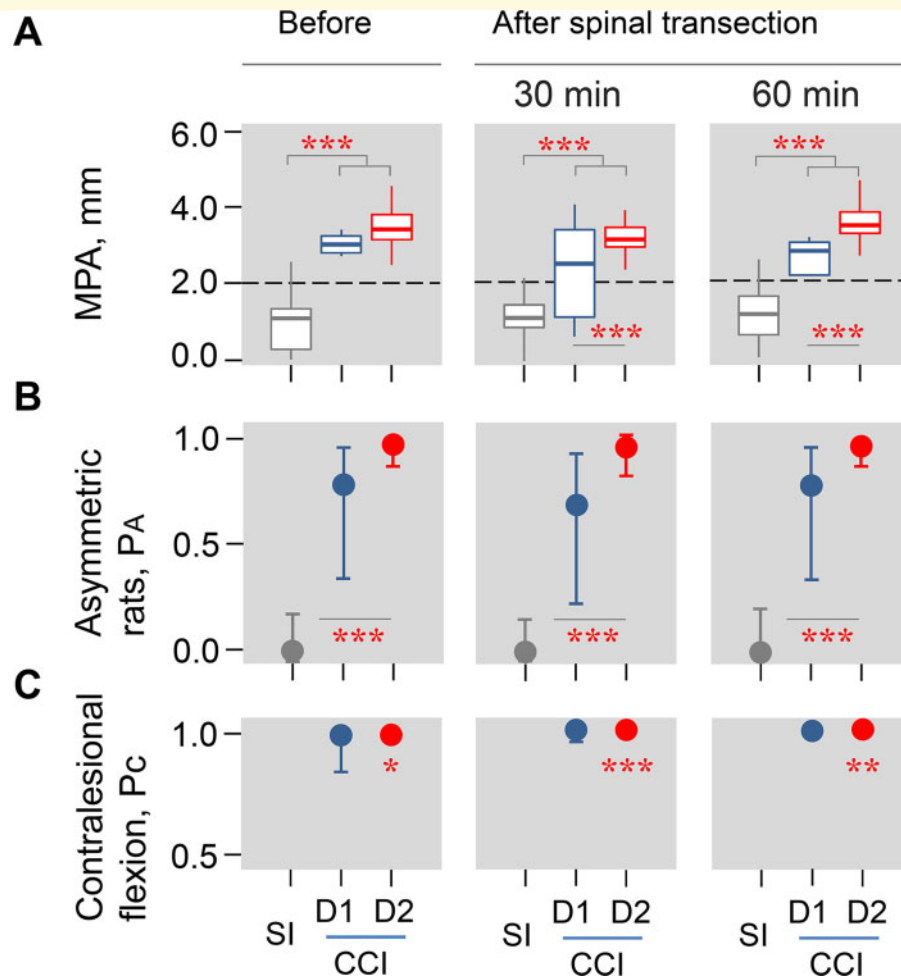 A
Before
After spinal transection
30 min
60 min
MPA, mm
6.0
4.0
2.0
0.0
***
***
***
***
***
B
Asymmetric
rats, PA
1.0
0.5
0.0
***
***
***
C
Contralesional
flexion, Pc
1.0
0.5
*
***
**
SI
D1
D2
CCI
SI
D1
D2
CCI
SI
D1
D2
CCI